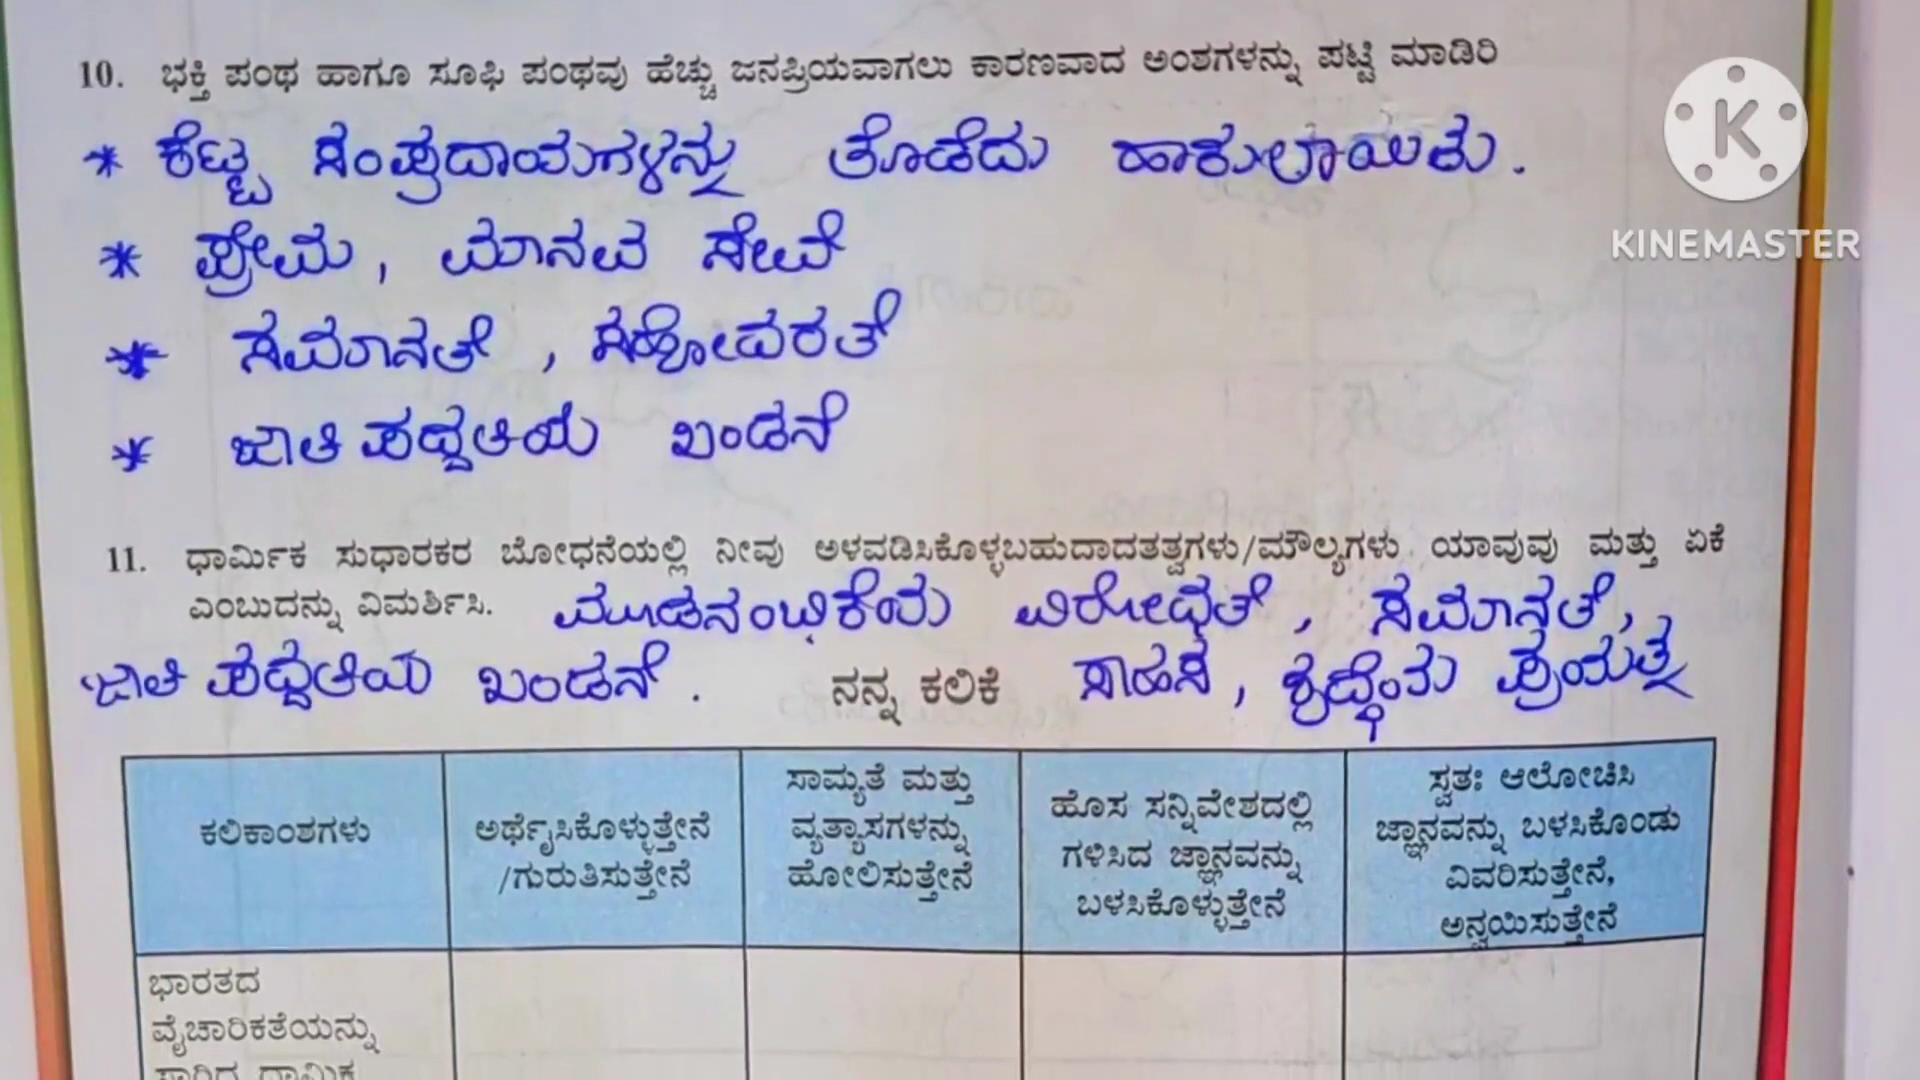 10. ಭಕ್ತಿ ಪಂಥ ಹಾಗೂ ಸೂಫಿ ಪಂಥವು ಹೆಚ್ಚು ಜನಪ್ರಿಯವಾಗಲು ಕಾರಣವಾದ ಅಂಶಗಳನ್ನು ಪಟ್ಟಿ ಮಾಡಿರಿ
* ಕೆಟ್ಟ ಸಂಪ್ರದಾಯಗಳನ್ನು ತೊಡೆದು ಹಾಕಲಾಯಿತು.
KINEMASTER
* ಪ್ರೇಮ, ಮಾನವ ಸೇವೆ
* ಸಮಾನತೆ, ಸಹೋದರತೆ
* ಜಾತಿ ಪದ್ಧತಿಯ ಖಂಡನೆ
11. ಧಾರ್ಮಿಕ ಸುಧಾರಕರ ಬೋಧನೆಯಲ್ಲಿ ನೀವು ಅಳವಡಿಸಿಕೊಳ್ಳಬಹುದಾದತತ್ವಗಳು/ಮೌಲ್ಯಗಳು ಯಾವುವು ಮತ್ತು ಏಕೆ
ಎಂಬುದನ್ನು ವಿಮರ್ಶಿಸಿ. ಮೂಡನಂಭಿಕೆಯ ವಿರೋಧತೆ, ಸಮಾನತೆ,
ಜಾತಿ ಪದ್ಧತಿಯ ಖಂಡನೆ. ನನ್ನ ಕಲಿಕೆ ಸಾಹಸ, ಪ್ರಯತ್ನ
ಕಲಿಕಾಂಶಗಳು
ಅರ್ಥೈಸಿಕೊಳ್ಳುತ್ತೇನೆ
/ಗುರುತಿಸುತ್ತೇನೆ
ಸಾಮ್ಯತೆ ಮತ್ತು
ವ್ಯತ್ಯಾಸಗಳನ್ನು
ಹೋಲಿಸುತ್ತೇನೆ
ಹೊಸ ಸನ್ನಿವೇಶದಲ್ಲಿ
ಗಳಿಸಿದ ಜ್ಞಾನವನ್ನು
ಬಳಸಿಕೊಳ್ಳುತ್ತೇನೆ
ಸ್ವತಃ ಆಲೋಚಿಸಿ
ಜ್ಞಾನವನ್ನು ಬಳಸಿಕೊಂಡು
ವಿವರಿಸುತ್ತೇನೆ,
ಅನ್ವಯಿಸುತ್ತೇನೆ
ಭಾರತದ
ವೈಚಾರಿಕತೆಯನ್ನು